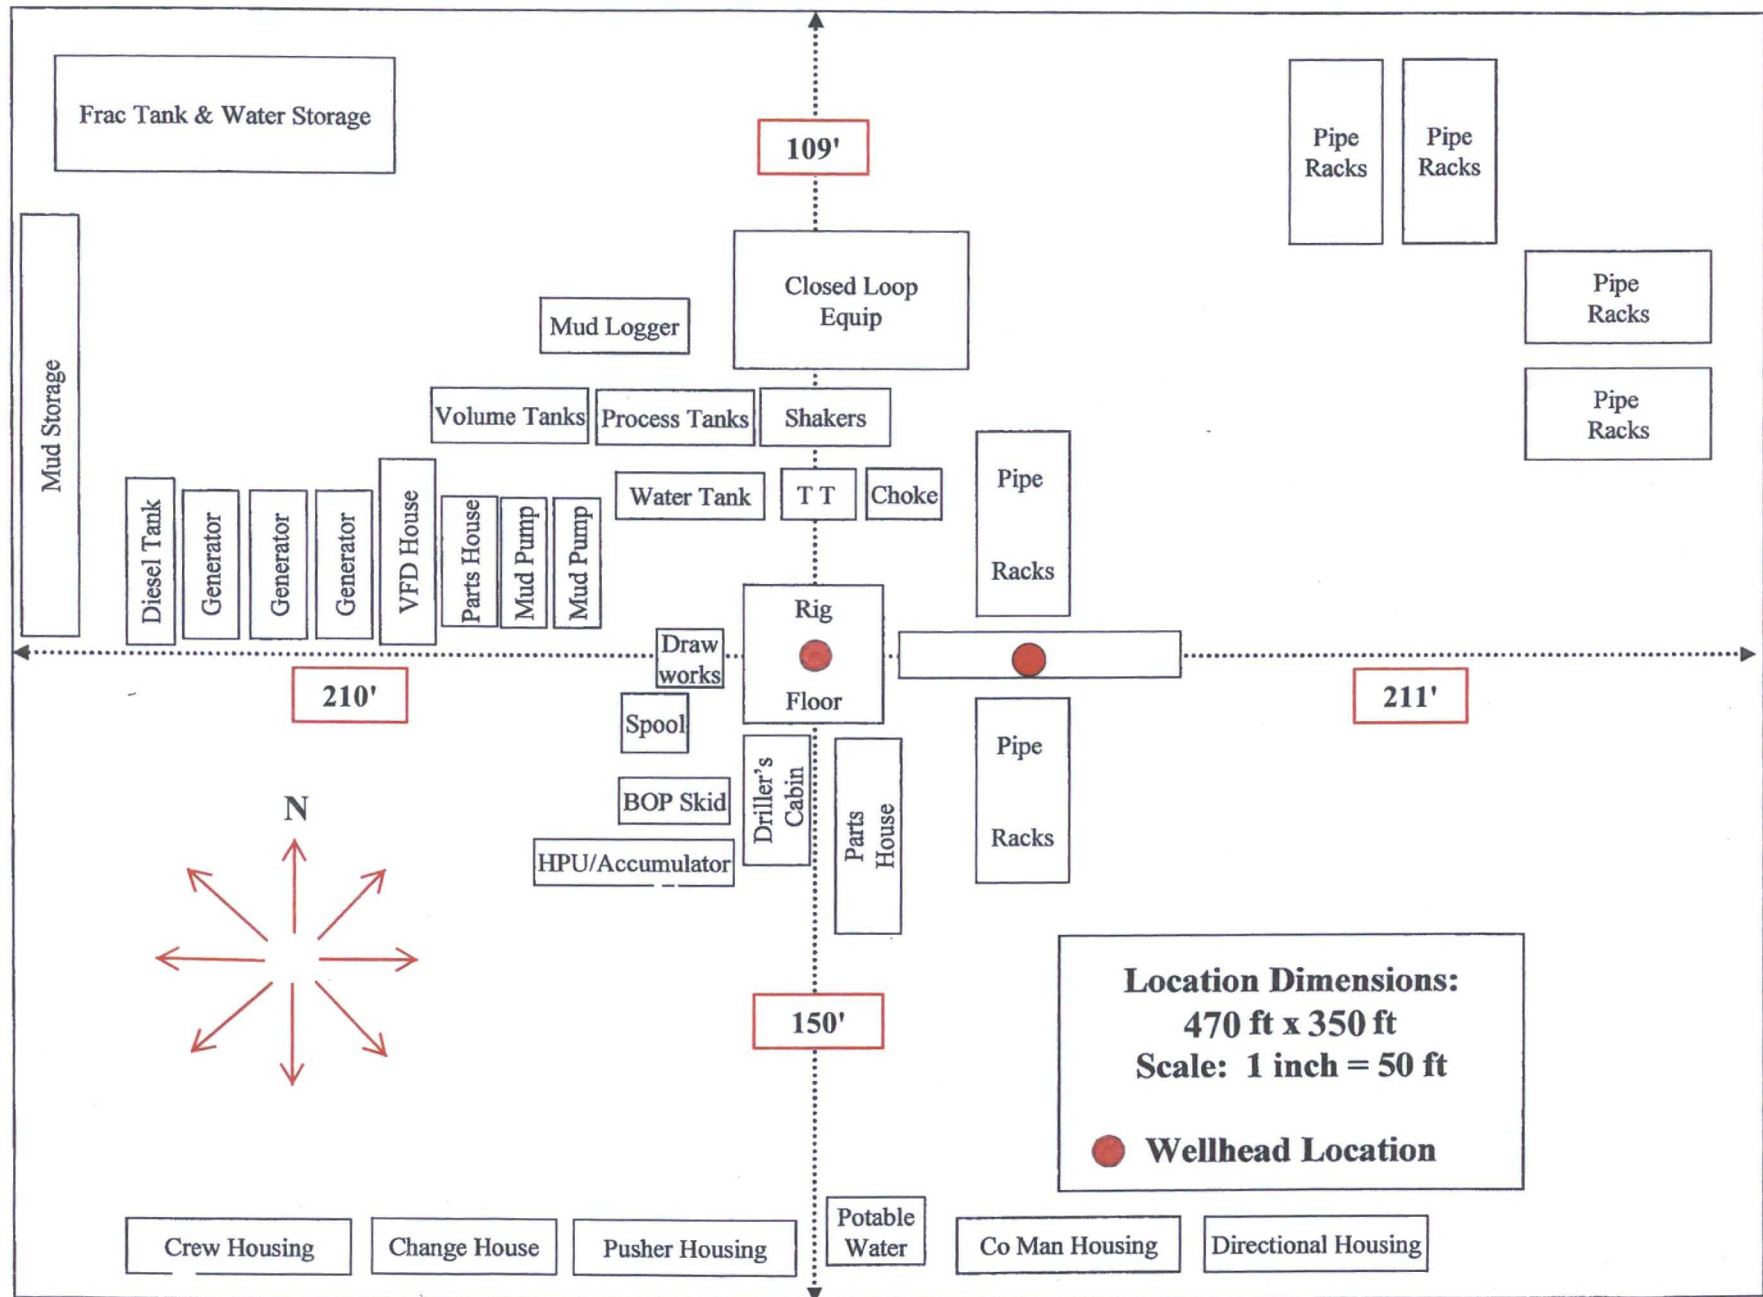 109'
Frac Tank & Water Storage
Pipe
Racks
Pipe
Racks
Closed Loop
Equip
Pipe
Racks
Mud Logger
Mud Storage
Volume Tanks
Process Tanks
Shakers
Pipe
Racks
Diesel Tank
Generator
Generator
Generator
VFD House
Parts House
Mud Pump
Mud Pump
Water Tank
T T
Choke
Pipe
Racks
Rig
Floor
Draw
works
210'
211'
Spool
BOP Skid
HPU/Accumulator
Driller's
Cabin
Parts
House
Pipe
Racks
N
150'
Location Dimensions:
470 ft x 350 ft
Scale: 1 inch = 50 ft
Wellhead Location
Crew Housing
Change House
Pusher Housing
Potable
Water
Co Man Housing
Directional Housing